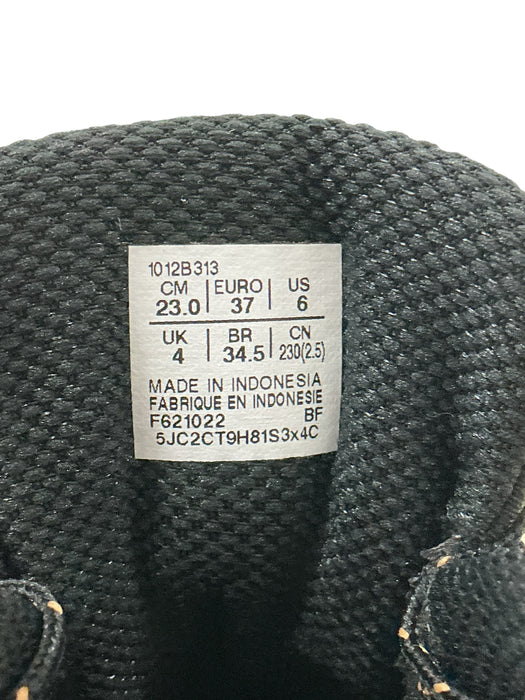 1012B313
CM EURO US
23.0 37 6
UK BR CN
4 34.5 230(2.5)
MADE IN INDONESIA
FABRIQUE EN INDONESIE
F621022 BF
5JC2CT9H81S3x4C